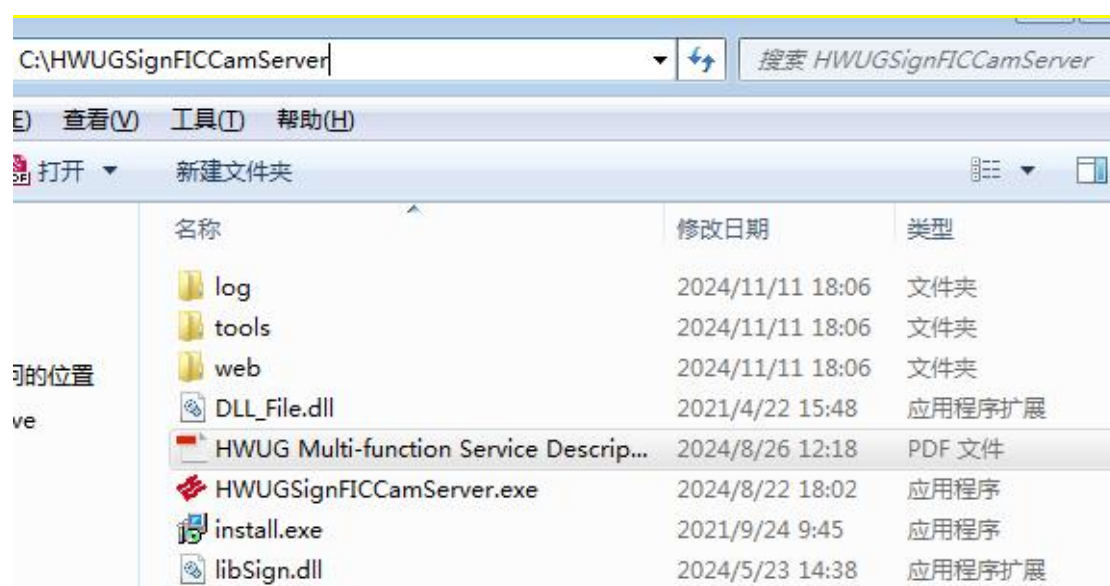 C:\HWUGSignFICCamServer 搜索 HWUGSignFICCamServer
E) 查看(V) 工具(T) 帮助(H)
打开 新建文件夹
名称 修改日期 类型
log 2024/11/11 18:06 文件夹
tools 2024/11/11 18:06 文件夹
web 2024/11/11 18:06 文件夹
问的位置
DLL_File.dll 2021/4/22 15:48 应用程序扩展
ve
HWUG Multi-function Service Descrip... 2024/8/26 12:18 PDF 文件
HWUGSignFICCamServer.exe 2024/8/22 18:02 应用程序
install.exe 2021/9/24 9:45 应用程序
libSign.dll 2024/5/23 14:38 应用程序扩展